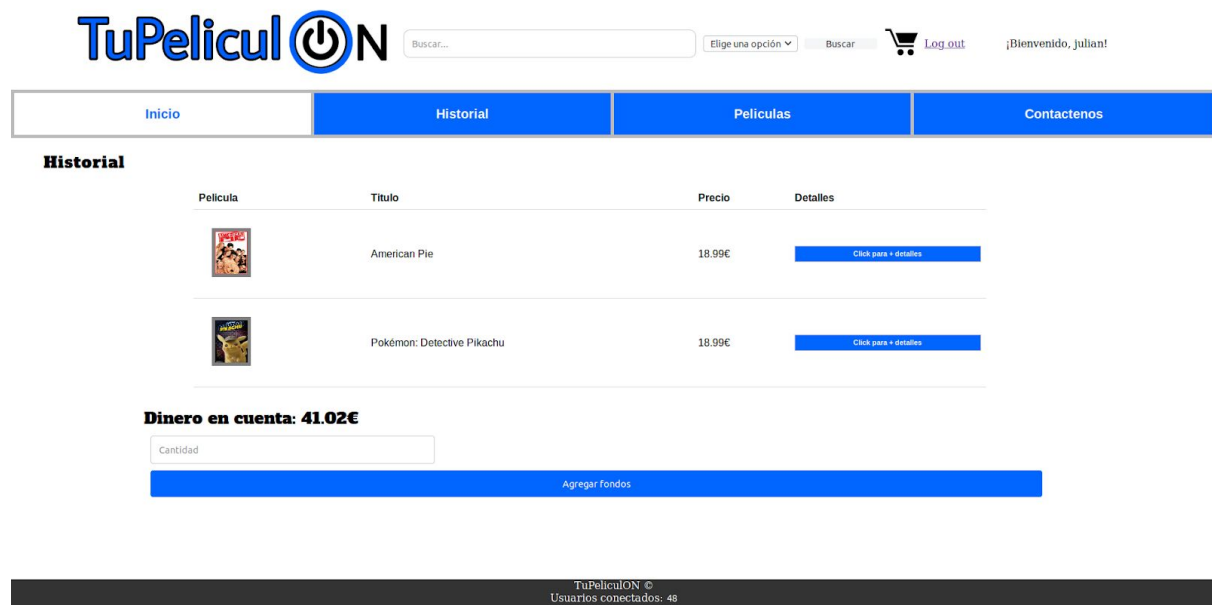 TuPeliculON
Buscar... Elige una opción Buscar Log out ¡Bienvenido, julian!
Inicio Historial Peliculas Contactenos
Historial
Pelicula Titulo Precio Detalles
American Pie 18.99€ Click para + detalles
Pokémon: Detective Pikachu 18.99€ Click para + detalles
Dinero en cuenta: 41.02€
Cantidad
Agregar fondos
TuPeliculON ©
Usuarios conectados: 48